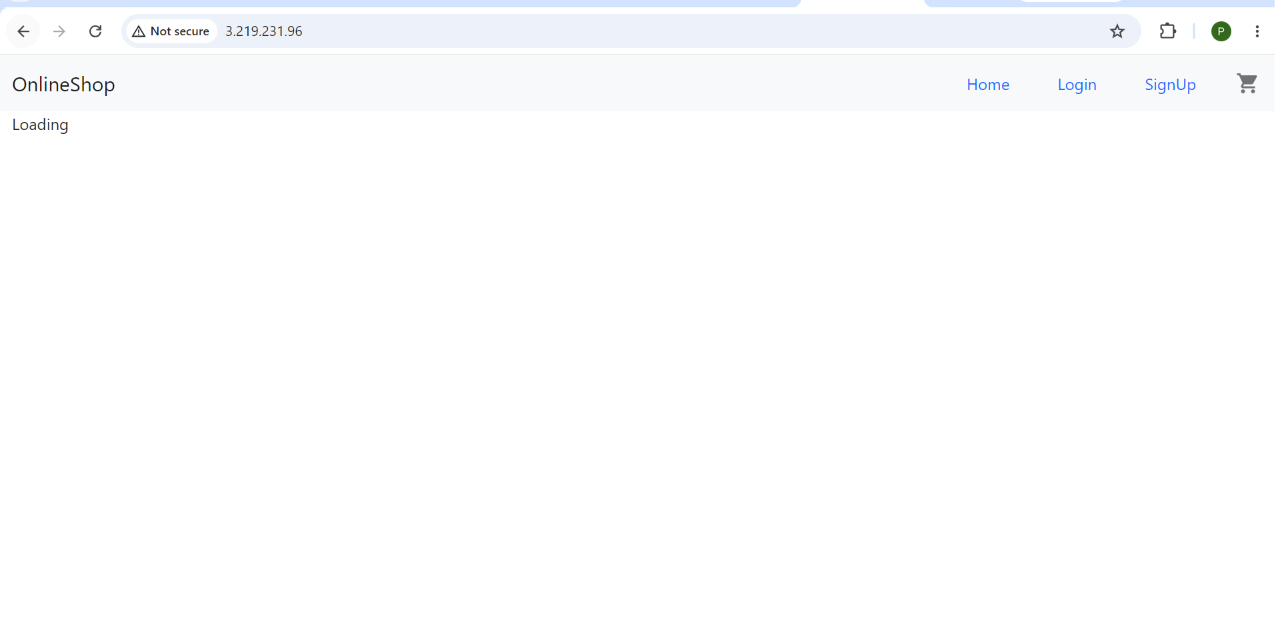 Not secure 3.219.231.96 P
OnlineShop Home Login SignUp
Loading